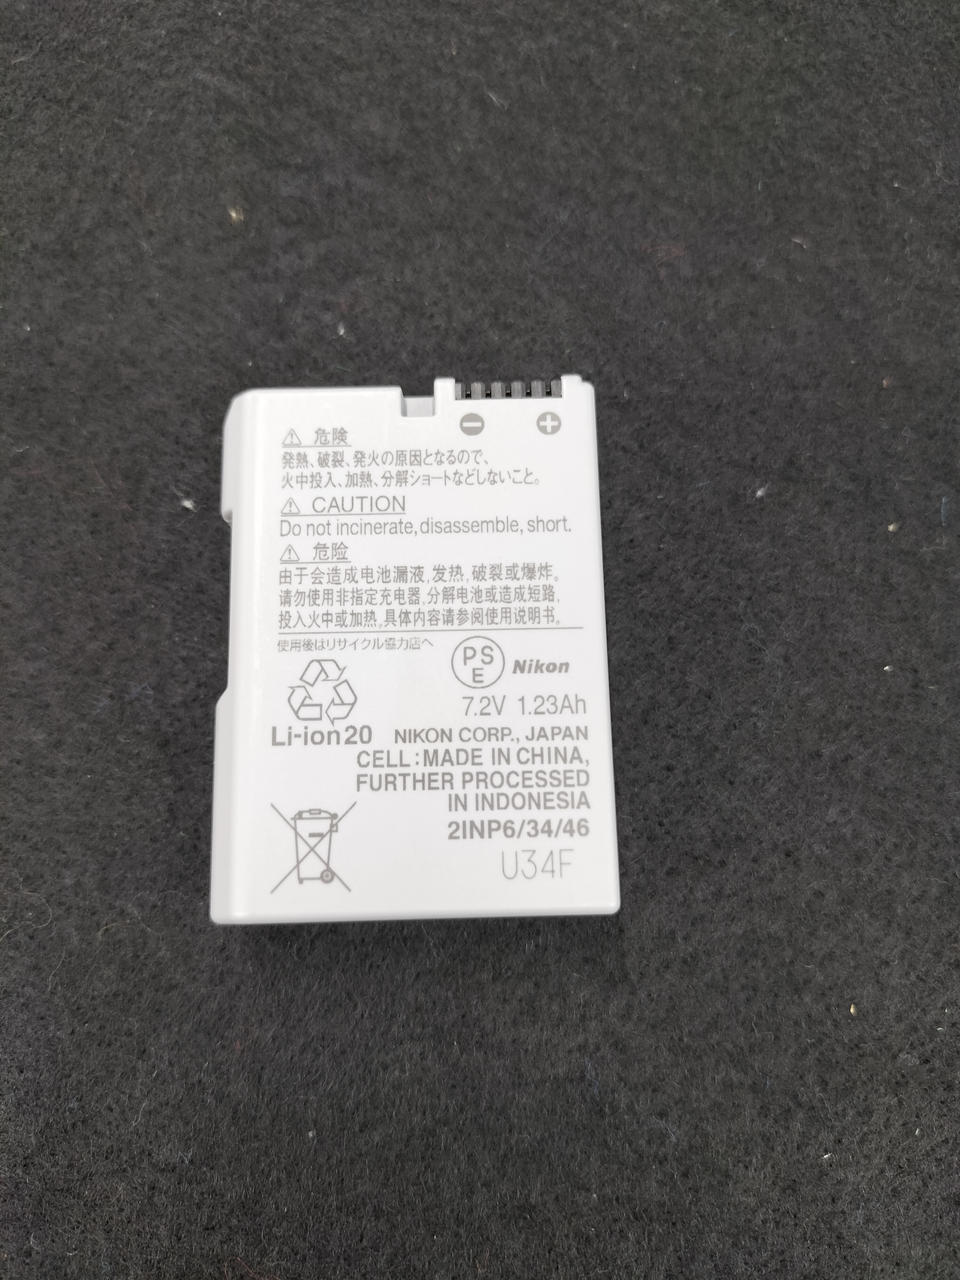 ⚠ 危険
発熱、破裂、発火の原因となるので、
火中投入、加熱、分解ショートなどしないこと。
⚠ CAUTION
Do not incinerate, disassemble, short.
⚠ 危险
由于会造成电池漏液,发热,破裂或爆炸。
请勿使用非指定充电器,分解电池或造成短路,
投入火中或加热,具体内容请参阅使用说明书。
使用後はリサイクル協力店へ
PS
E
Nikon
7.2V 1.23Ah
Li-ion20
NIKON CORP., JAPAN
CELL:MADE IN CHINA,
FURTHER PROCESSED
IN INDONESIA
2INP6/34/46
U34F